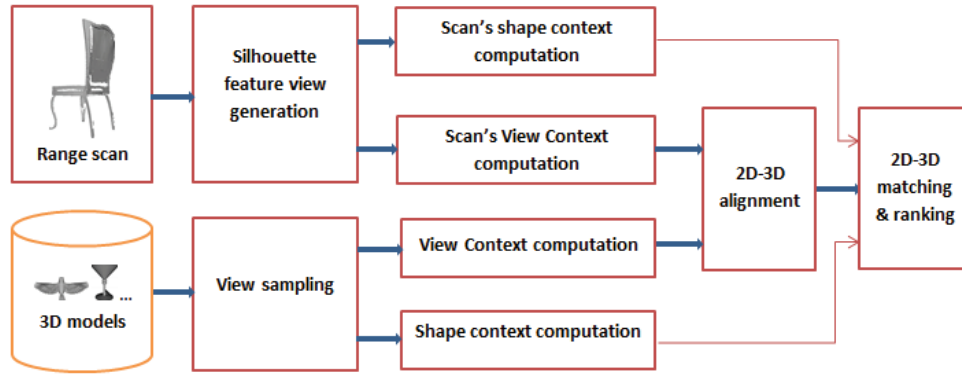 Range scan
Silhouette
feature view
generation
Scan's shape context
computation
Scan's View Context
computation
2D-3D
alignment
2D-3D
matching
& ranking
...
3D models
View sampling
View Context computation
Shape context computation